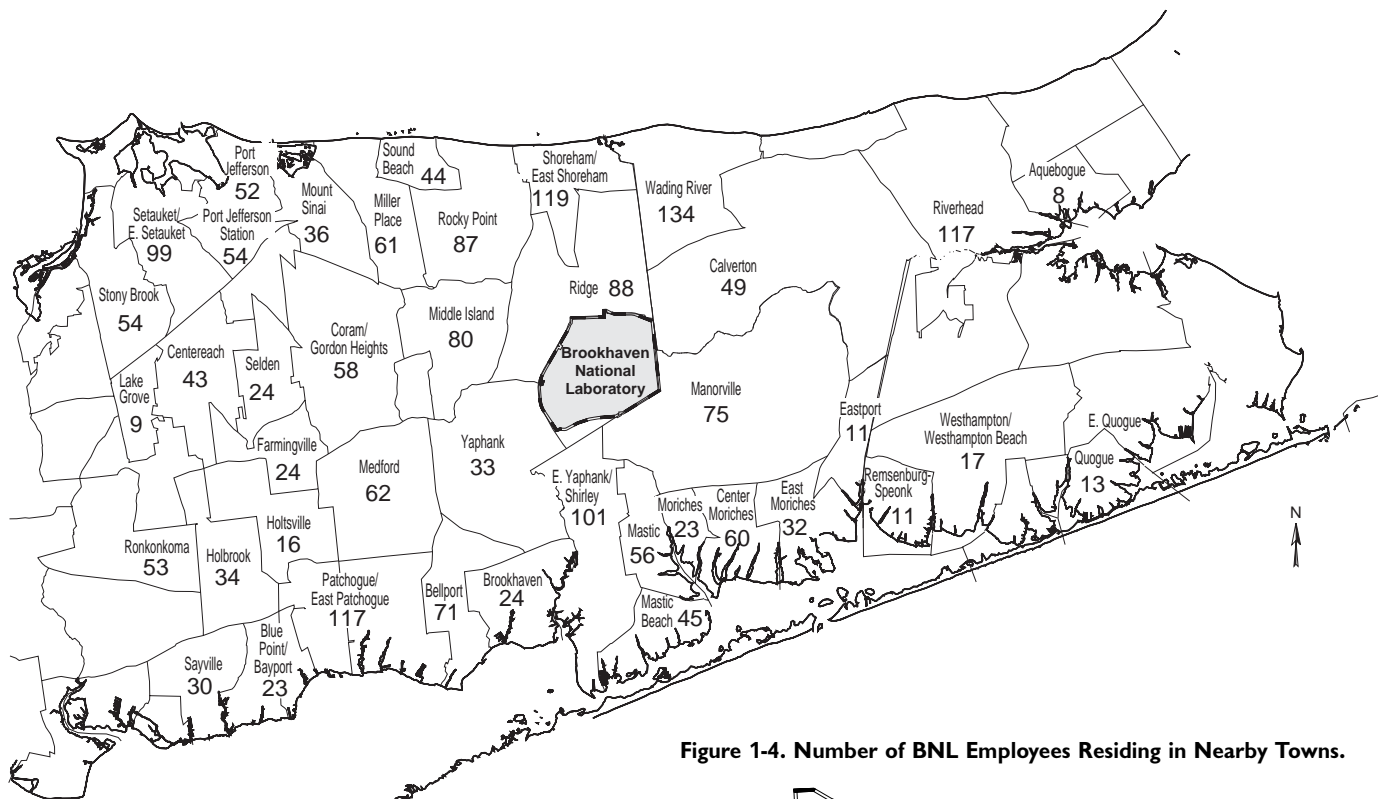 Port
Jefferson
52
Sound
Beach
44
Shoreham/
East Shoreham
119
Wading River
134
Aquebogue
8
Setauket/
E. Setauket
99
Port Jefferson
Station
54
Mount
Sinai
36
Miller
Place
61
Rocky Point
87
Riverhead
117
Calverton
49
Ridge 88
Stony Brook
54
Middle Island
80
Coram/
Gordon Heights
58
Centereach
43
Selden
24
Lake
Grove
9
Brookhaven
National
Laboratory
Manorville
75
Eastport
11
Westhampton/
Westhampton Beach
17
E. Quogue
Quogue
13
Farmingville
24
Medford
62
Yaphank
33
E. Yaphank/
Shirley
101
Moriches
23
Center
Moriches
60
East
Moriches
32
Remsenburg-
Speonk
11
Mastic
56
Ronkonkoma
53
Holbrook
34
Holtsville
16
Patchogue/
East Patchogue
117
Bellport
71
Brookhaven
24
Mastic
Beach 45
Blue
Point/
Bayport
23
Sayville
30
N
Figure 1-4. Number of BNL Employees Residing in Nearby Towns.